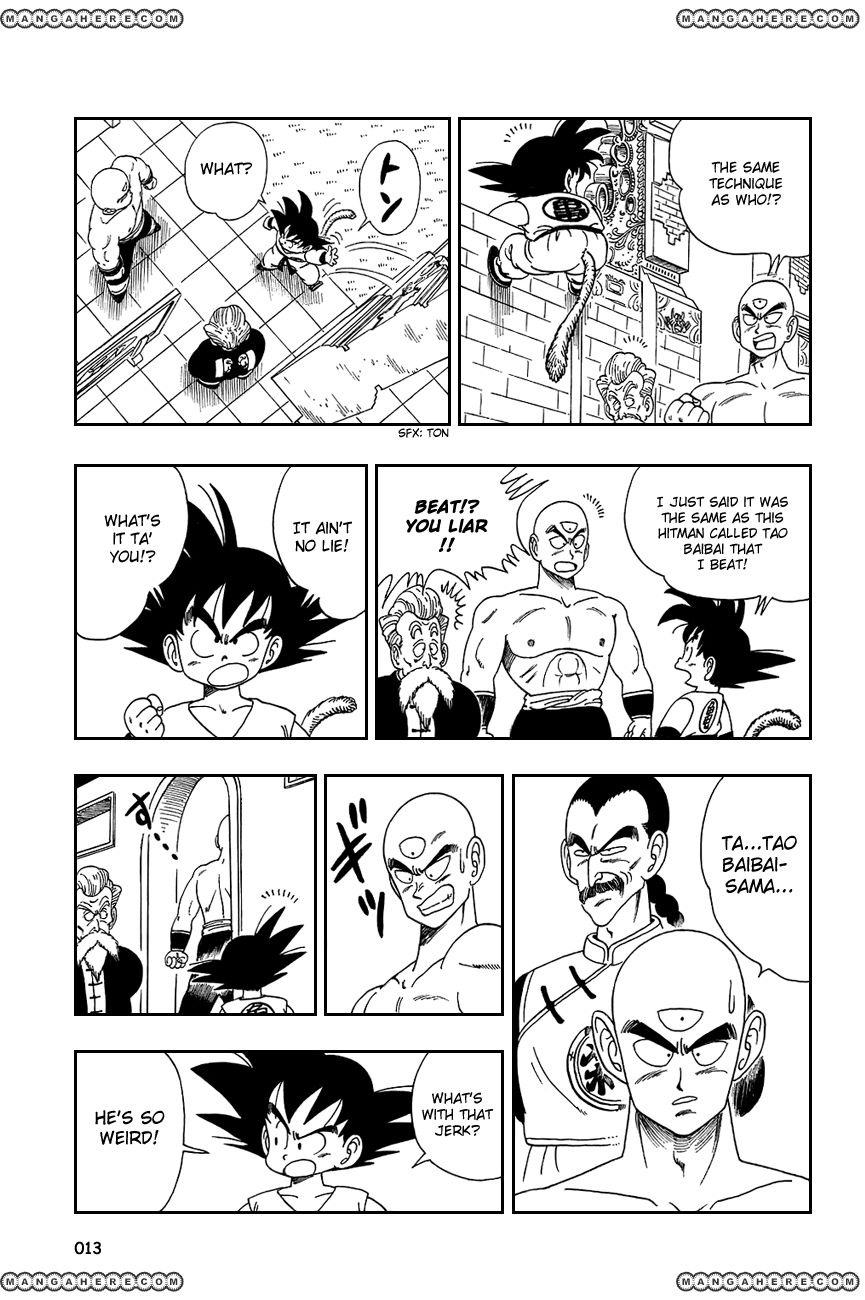 MANGAHERE.COM
MANGAHERE.COM
THE SAME
TECHNIQUE
AS WHO!?
トン
WHAT?
SFX: TON
I JUST SAID IT WAS
THE SAME AS THIS
HITMAN CALLED TAO
BAIBAI THAT
I BEAT!
BEAT!?
YOU LIAR
!!
IT AIN'T
NO LIE!
WHAT'S
IT TA'
YOU!?
TA...TAO
BAIBAI-
SAMA...
ギッ
す...
WHAT'S
WITH THAT
JERK?
HE'S SO
WEIRD!
013
MANGAHERE.COM
MANGAHERE.COM